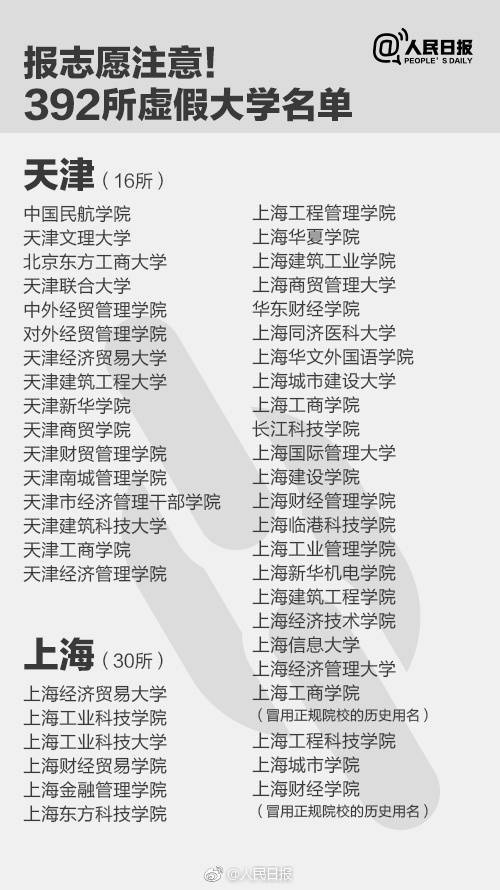 @人民日报
PEOPLE'S DAILY
报志愿注意！
392所虚假大学名单
天津（16所）
中国民航学院
天津文理大学
北京东方工商大学
天津联合大学
中外经贸管理学院
对外经贸管理学院
天津经济贸易大学
天津建筑工程大学
天津新华学院
天津商贸学院
天津财贸管理学院
天津南城管理学院
天津市经济管理干部学院
天津建筑科技大学
天津工商学院
天津经济管理学院
上海（30所）
上海经济贸易大学
上海工业科技学院
上海工业科技大学
上海财经贸易学院
上海金融管理学院
上海东方科技学院
上海工程管理学院
上海华夏学院
上海建筑工业学院
上海商贸管理大学
华东财经学院
上海同济医科大学
上海华文外国语学院
上海城市建设大学
上海工商学院
长江科技学院
上海国际管理大学
上海建设学院
上海财经管理学院
上海临港科技学院
上海工业管理学院
上海新华机电学院
上海建筑工程学院
上海经济技术学院
上海信息大学
上海经济管理大学
上海工商学院
（冒用正规院校的历史用名）
上海工程科技学院
上海城市学院
上海财经学院
（冒用正规院校的历史用名）
@人民日报